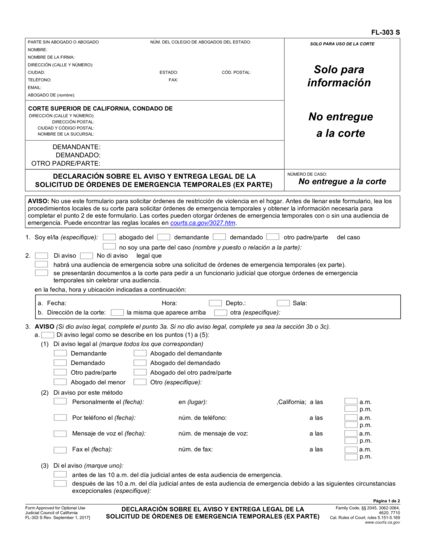 FL-303 S
PARTE SIN ABOGADO O ABOGADO
NÚM. DEL COLEGIO DE ABOGADOS DEL ESTADO:
NOMBRE:
NOMBRE DE LA FIRMA:
DIRECCIÓN (CALLE Y NÚMERO):
CIUDAD:
ESTADO:
CÓD. POSTAL:
TELÉFONO:
FAX:
EMAIL:
ABOGADO DE (nombre):
SOLO PARA USO DE LA CORTE
Solo para
información
CORTE SUPERIOR DE CALIFORNIA, CONDADO DE
DIRECCIÓN (CALLE Y NÚMERO):
DIRECCIÓN POSTAL:
CIUDAD Y CÓDIGO POSTAL:
NOMBRE DE LA SUCURSAL:
No entregue
a la corte
DEMANDANTE:
DEMANDADO:
OTRO PADRE/PARTE:
DECLARACIÓN SOBRE EL AVISO Y ENTREGA LEGAL DE LA
SOLICITUD DE ÓRDENES DE EMERGENCIA TEMPORALES (EX PARTE)
NÚMERO DE CASO:
No entregue a la corte
AVISO: No use este formulario para solicitar órdenes de restricción de violencia en el hogar. Antes de llenar este formulario, lea los
procedimientos locales de su corte para solicitar órdenes de emergencia temporales y obtener la información necesaria para
completar el punto 2 de este formulario. Las cortes pueden otorgar órdenes de emergencia temporales con o sin una audiencia de
emergencia. Puede encontrar las reglas locales en courts.ca.gov/3027.htm.
1. Soy el/la (especifique): abogado del demandante demandado otro padre/parte del caso
no soy una parte del caso (nombre y puesto o relación a la parte):
2. Di aviso No di aviso legal que
habrá una audiencia de emergencia sobre una solicitud de órdenes de emergencia temporales (ex parte).
se presentarán documentos a la corte para pedir a un funcionario judicial que otorgue órdenes de emergencia
temporales sin celebrar una audiencia.
en la fecha, hora y ubicación indicadas a continuación:
a. Fecha: Hora: Depto.: Sala:
b. Dirección de la corte: la misma que aparece arriba otra (especifique):
3. AVISO (Si dio aviso legal, complete el punto 3a. Si no dio aviso legal, complete ya sea la sección 3b o 3c).
a. Di aviso legal como se describe en los puntos (1) a (5):
(1) Di aviso legal al (marque todos los que correspondan)
Demandante Abogado del demandante
Demandado Abogado del demandado
Otro padre/parte Abogado del otro padre/parte
Abogado del menor Otro (especifique):
(2) Di aviso por este método
Personalmente el (fecha): en (lugar): ,California; a las a.m.
p.m.
Por teléfono el (fecha): núm. de teléfono: a las a.m.
p.m.
Mensaje de voz el (fecha): núm. de mensaje de voz: a las a.m.
p.m.
Fax el (fecha): núm. de fax: a las a.m.
p.m.
(3) Di el aviso (marque uno):
antes de las 10 a.m. del día judicial antes de esta audiencia de emergencia.
después de las 10 a.m. del día judicial antes de esta audiencia de emergencia debido a las siguientes circunstancias
excepcionales (especifique):
Página 1 de 2
Form Approved for Optional Use
Judicial Council of California
FL-303 S [Rev. September 1, 2017]
DECLARACIÓN SOBRE EL AVISO Y ENTREGA LEGAL DE LA
SOLICITUD DE ÓRDENES DE EMERGENCIA TEMPORALES (EX PARTE)
Family Code, §§ 2045, 3062-3064,
4620, 7710
Cal. Rules of Court, rules 5.151-5.169
www.courts.ca.gov